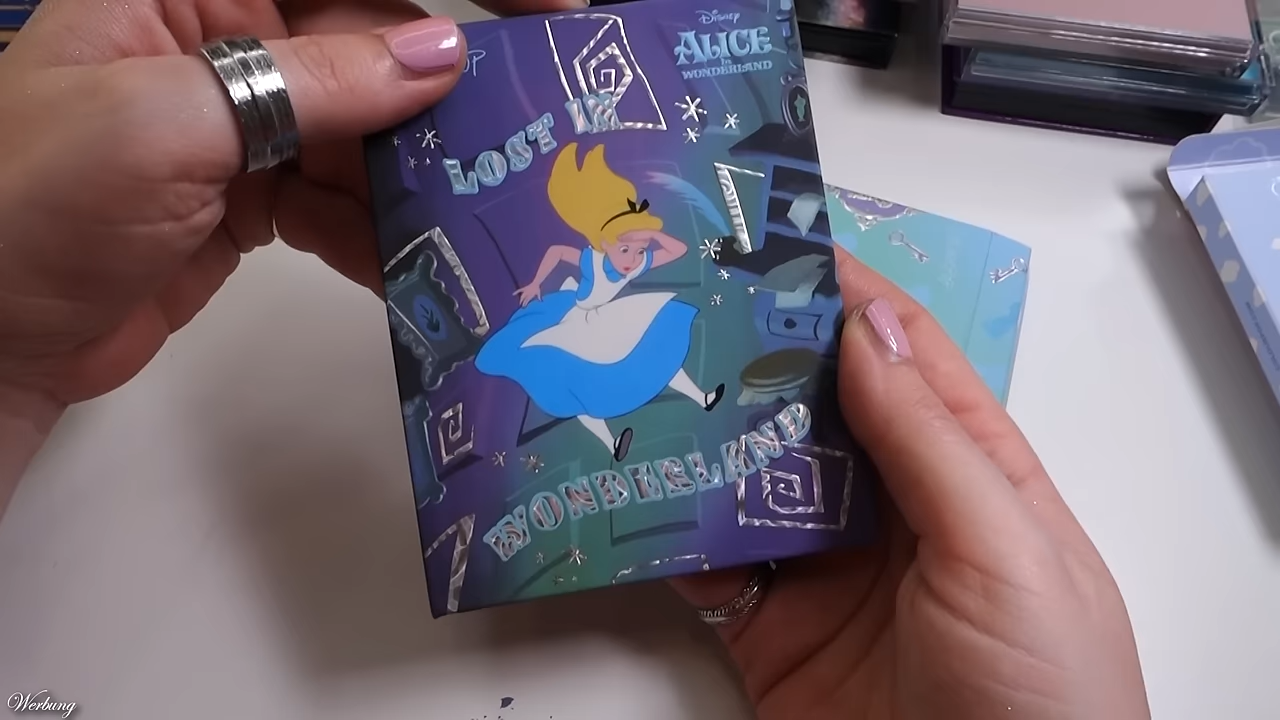 Disney
ALICE
in
WONDERLAND
LOST IN
WONDERLAND
Werbung